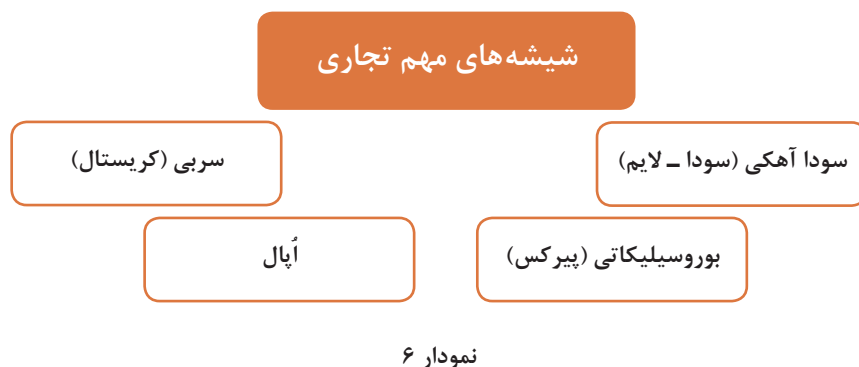 شیشه‌های مهم تجاری
سودا آهکی (سودا ـ لایم)
سربی (کریستال)
بوروسیلیکاتی (پیرکس)
اُپال
نمودار ۶